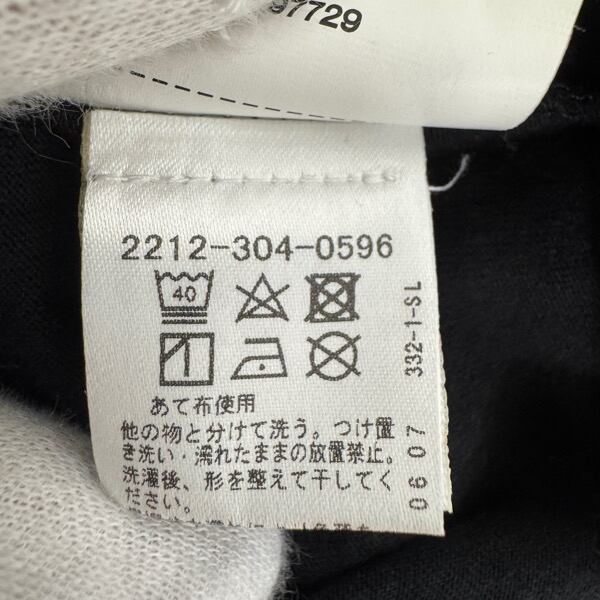 97729
2212-304-0596
40
332-1-SL
06 07
あて布使用
他の物と分けて洗う。つけ置
き洗い・濡れたままの放置禁止。
洗濯後、形を整えて干してく
ださい。